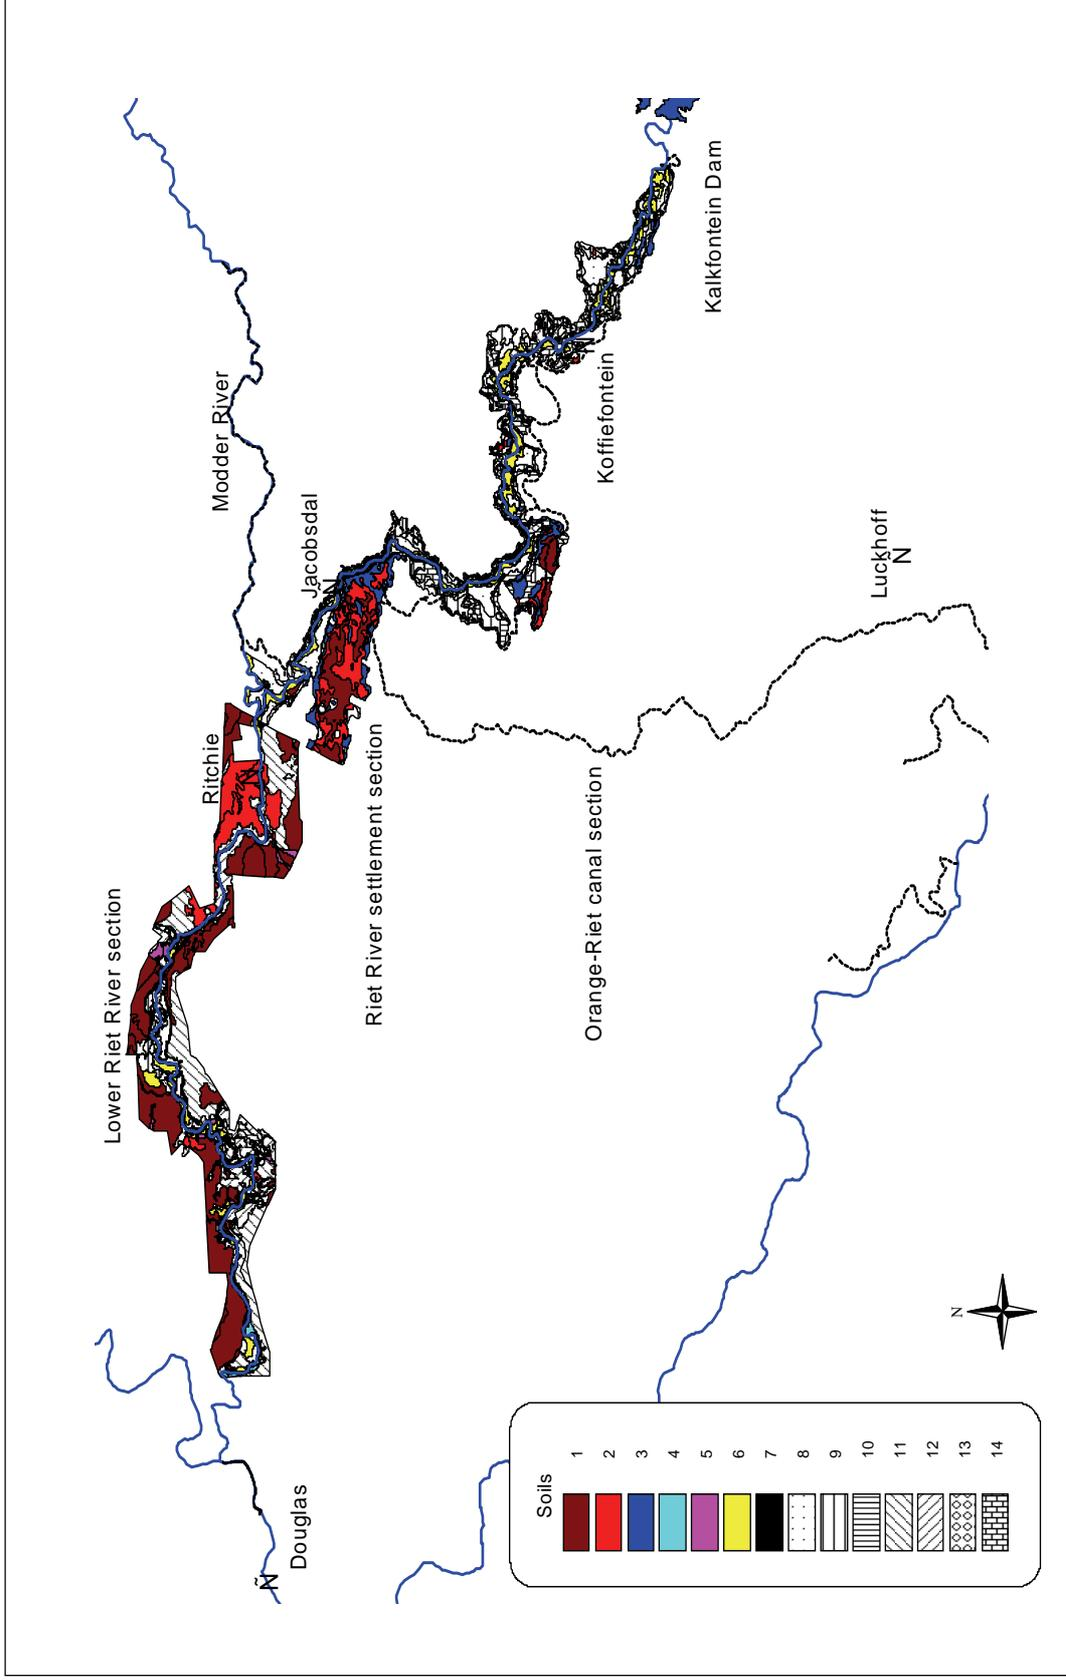 Modder River
Jacobsdal
Ritchie
Lower Riet River section
Riet River settlement section
Orange-Riet canal section
Koffiefontein
Kalkfontein Dam
Luckhoff
Ñ
Douglas
Ñ
N
Soils
1
2
3
4
5
6
7
8
9
10
11
12
13
14